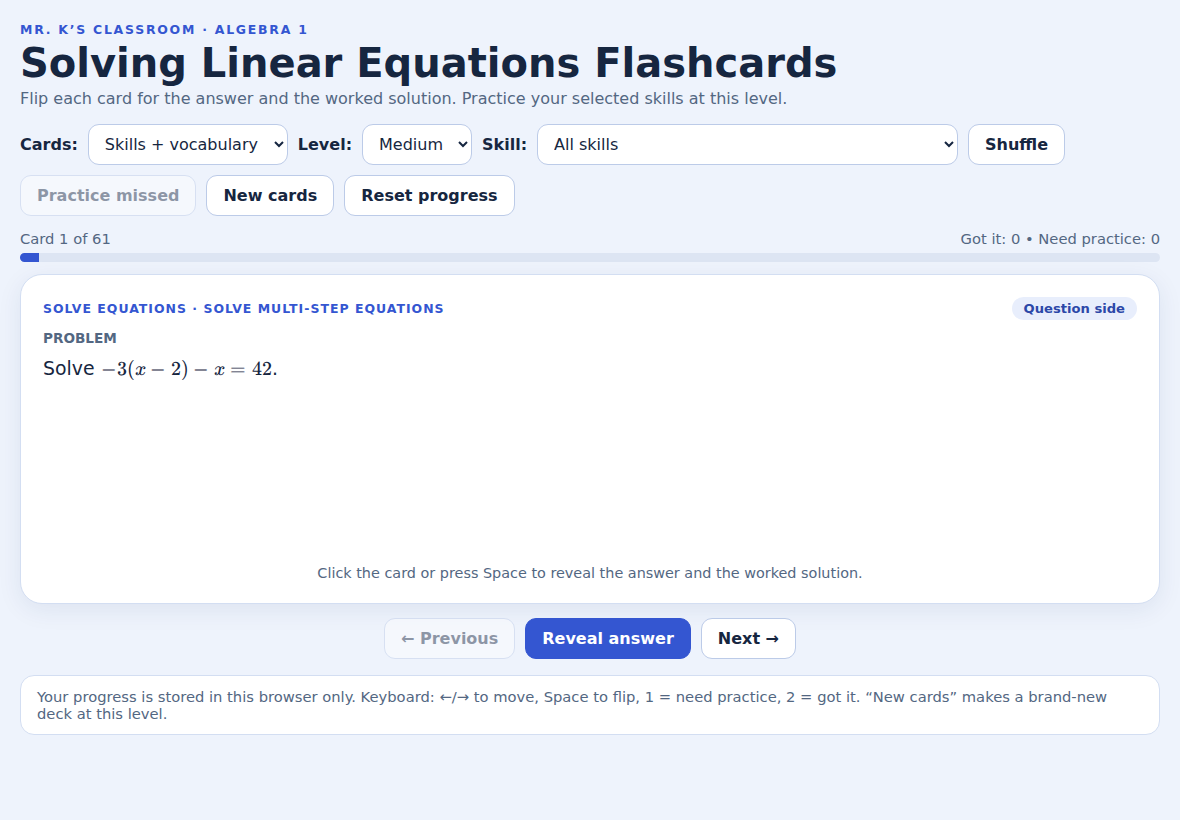 MR. K’S CLASSROOM · ALGEBRA 1
Solving Linear Equations Flashcards
Flip each card for the answer and the worked solution. Practice your selected skills at this level.
Cards: Skills + vocabulary Level: Medium Skill: All skills Shuffle
Practice missed New cards Reset progress
Card 1 of 61 Got it: 0 • Need practice: 0
SOLVE EQUATIONS · SOLVE MULTI-STEP EQUATIONS Question side
PROBLEM
Solve −3(x − 2) − x = 42.
Click the card or press Space to reveal the answer and the worked solution.
← Previous Reveal answer Next →
Your progress is stored in this browser only. Keyboard: ←/→ to move, Space to flip, 1 = need practice, 2 = got it. “New cards” makes a brand-new
deck at this level.